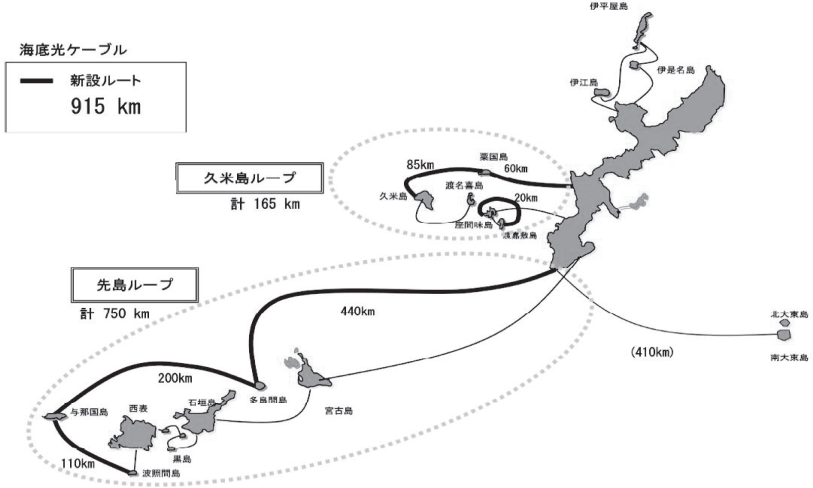 海底光ケーブル
新設ルート
915 km
伊平屋島
伊是名島
伊江島
久米島ループ
計 165 km
85km
粟国島
60km
久米島
渡名喜島
20km
座間味島
渡嘉敷島
先島ループ
計 750 km
440km
北大東島
(410km)
南大東島
200km
多良間島
宮古島
与那国島
西表
石垣島
黒島
110km
波照間島